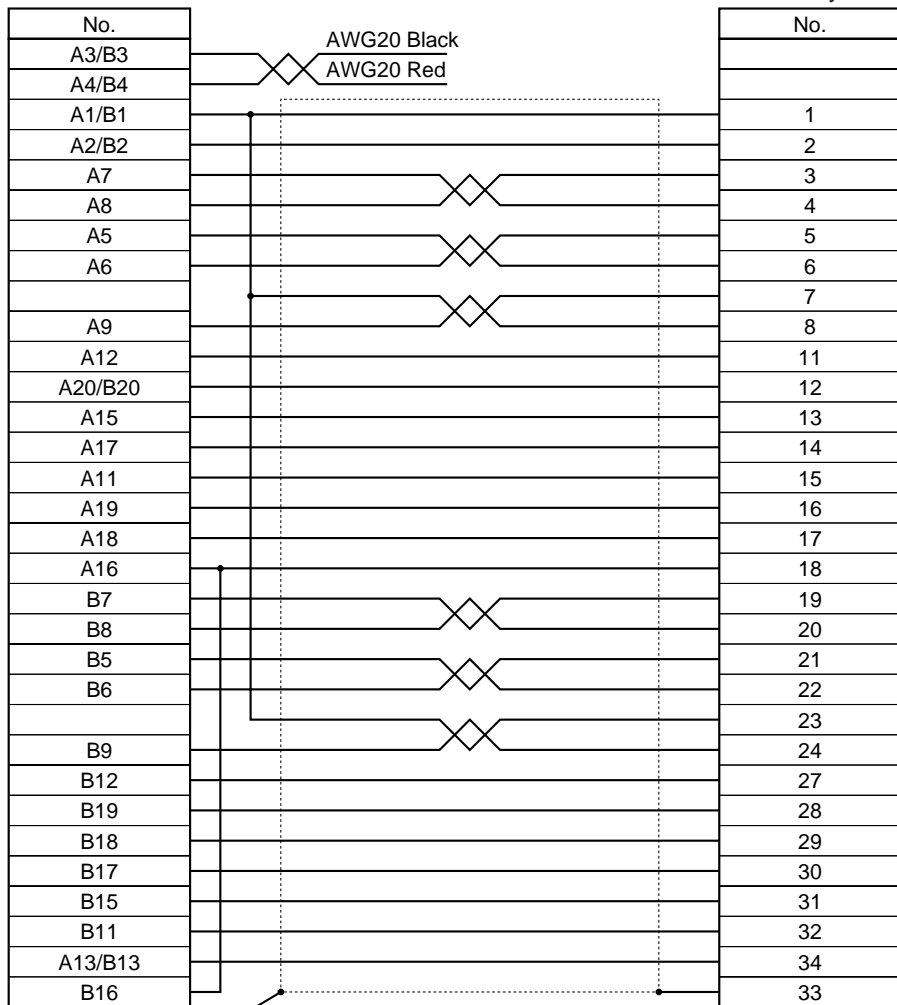 No. No.
A3/B3 AWG20 Black
A4/B4 AWG20 Red
A1/B1 1
A2/B2 2
A7 3
A8 4
A5 5
A6 6
7
A9 8
A12 11
A20/B20 12
A15 13
A17 14
A11 15
A19 16
A18 17
A16 18
B7 19
B8 20
B5 21
B6 22
23
B9 24
B12 27
B19 28
B18 29
B17 30
B15 31
B11 32
A13/B13 34
B16 33